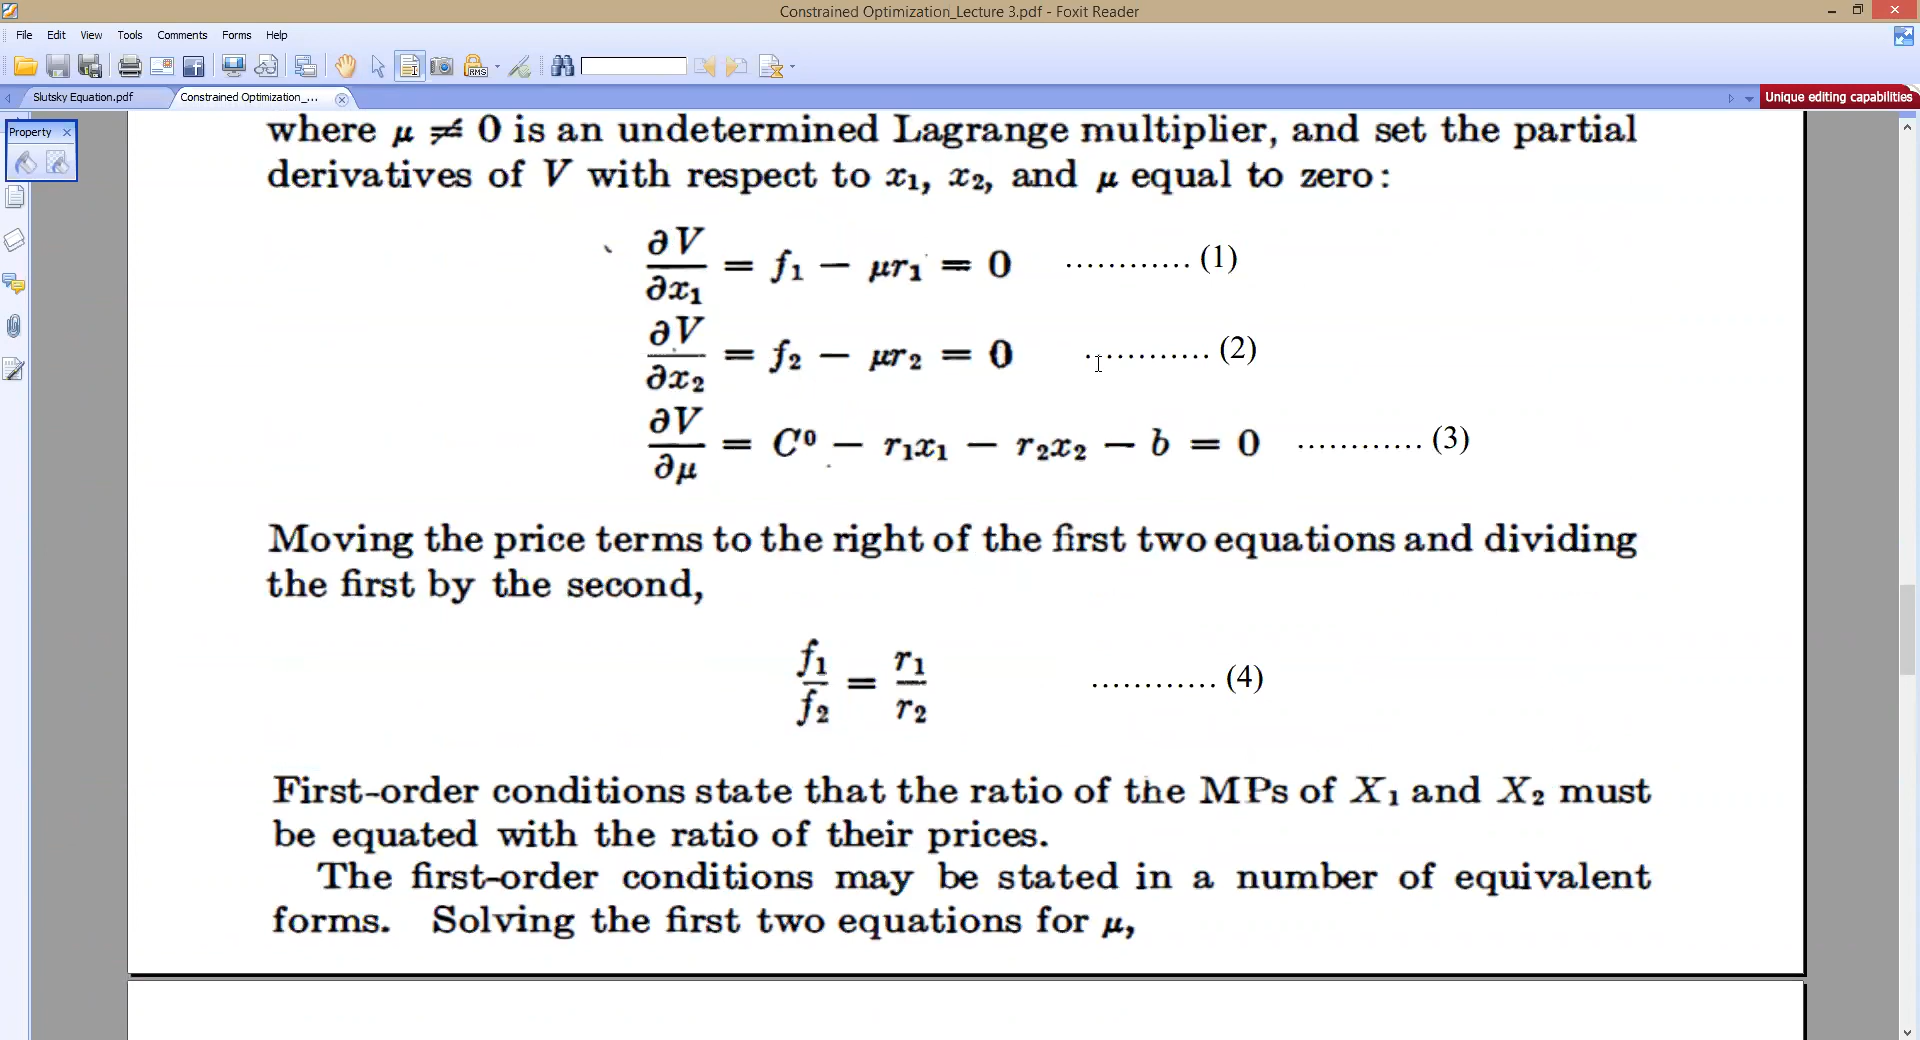 Constrained Optimization_Lecture 3.pdf - Foxit Reader
File Edit View Tools Comments Forms Help
RMS
Slutsky Equation.pdf
Constrained Optimization_...
Unique editing capabilities
Property
where μ ≠ 0 is an undetermined Lagrange multiplier, and set the partial
derivatives of V with respect to x₁, x₂, and μ equal to zero:
∂V/∂x₁ = f₁ − μr₁ = 0 ............ (1)
∂V/∂x₂ = f₂ − μr₂ = 0 ............ (2)
∂V/∂μ = C⁰ − r₁x₁ − r₂x₂ − b = 0 ............ (3)
Moving the price terms to the right of the first two equations and dividing
the first by the second,
f₁/f₂ = r₁/r₂ ............ (4)
First-order conditions state that the ratio of the MPs of X₁ and X₂ must
be equated with the ratio of their prices.
The first-order conditions may be stated in a number of equivalent
forms. Solving the first two equations for μ,